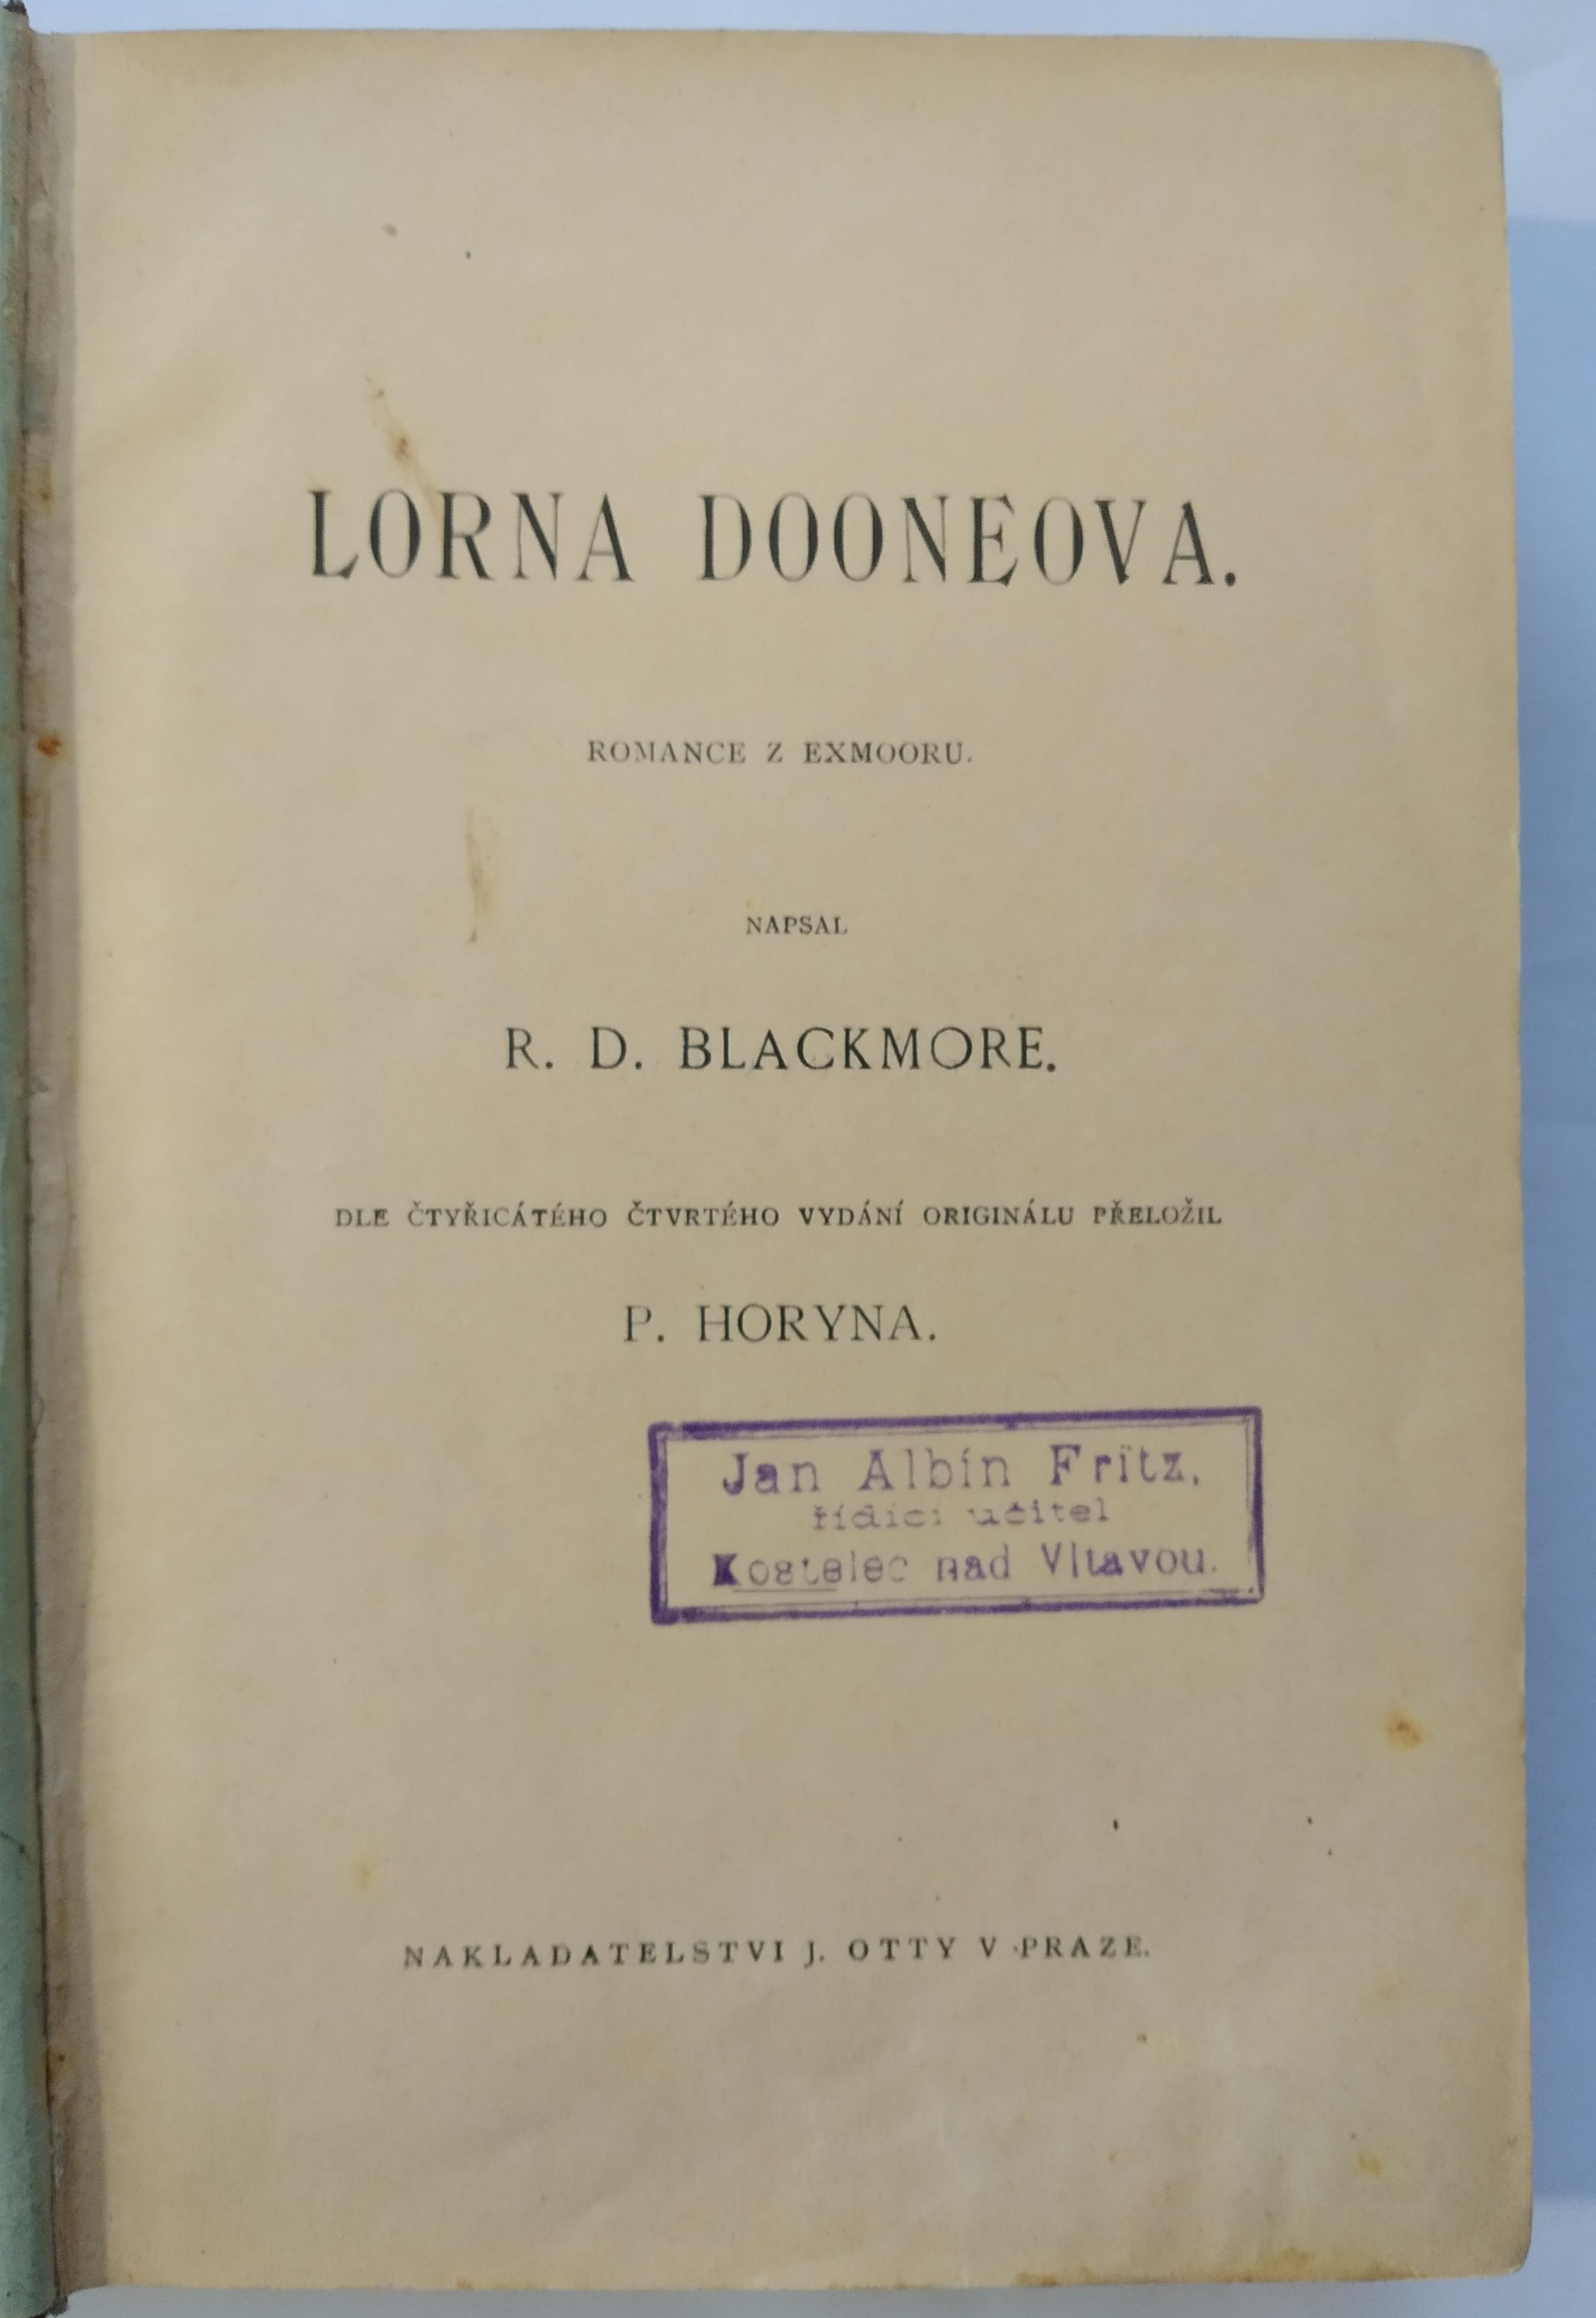 LORNA DOONEOVA.
ROMANCE Z EXMOORU.
NAPSAL
R. D. BLACKMORE.
DLE ČTYŘICÁTÉHO ČTVRTÉHO VYDÁNÍ ORIGINÁLU PŘELOŽIL
P. HORYNA.
Jan Albín Fritz,
řídící učitel
Kostelec nad Vltavou.
NAKLADATELSTVI J. OTTY V PRAZE.